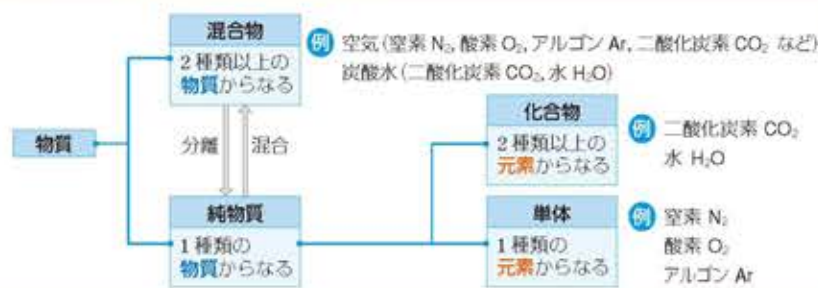 混合物
2種類以上の
物質からなる
例 空気(窒素 N₂, 酸素 O₂, アルゴン Ar, 二酸化炭素 CO₂ など)
炭酸水(二酸化炭素 CO₂, 水 H₂O)
物質
分離
混合
純物質
1種類の
物質からなる
化合物
2種類以上の
元素からなる
例 二酸化炭素 CO₂
水 H₂O
単体
1種類の
元素からなる
例 窒素 N₂
酸素 O₂
アルゴン Ar